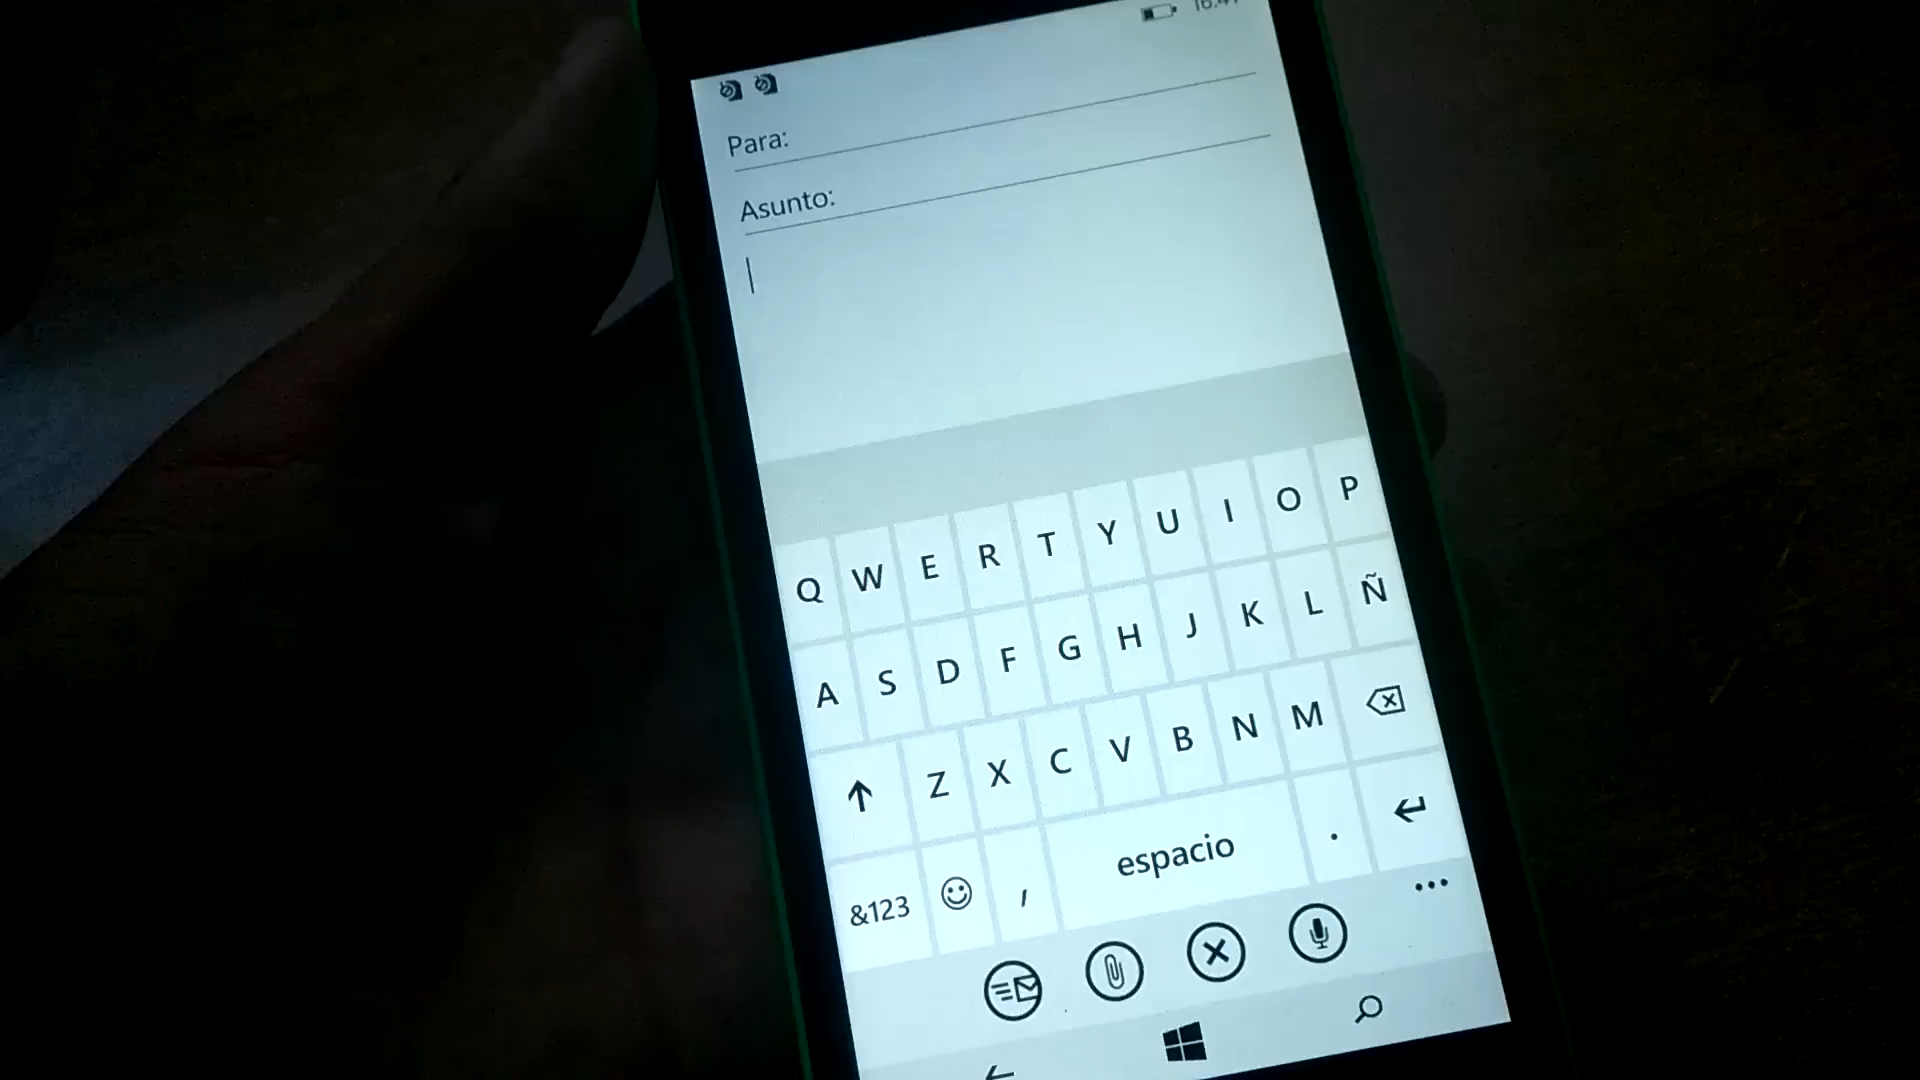 Para:
Asunto:
Q W E R T Y U I O P
A S D F G H J K L Ñ
Z X C V B N M
&123 , espacio .